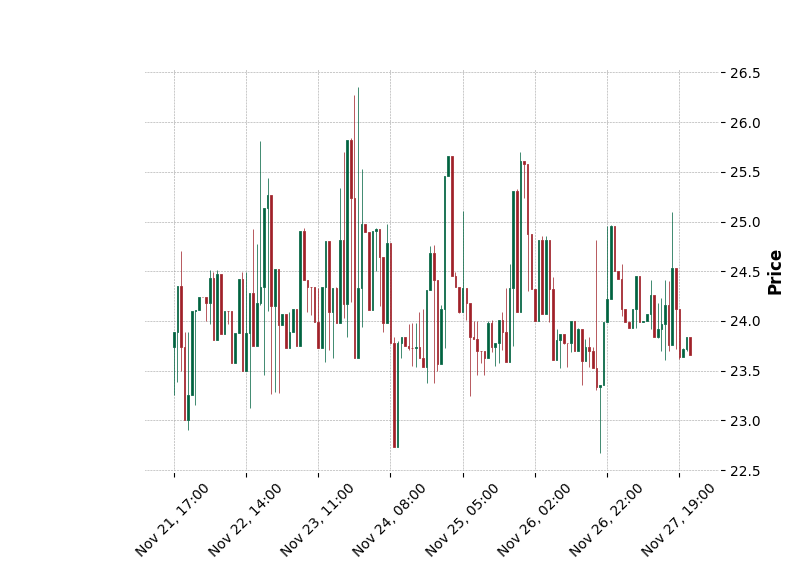 26.5
26.0
25.5
25.0
24.5
24.0
23.5
23.0
22.5
Price
Nov 21, 17:00
Nov 22, 14:00
Nov 23, 11:00
Nov 24, 08:00
Nov 25, 05:00
Nov 26, 02:00
Nov 26, 22:00
Nov 27, 19:00